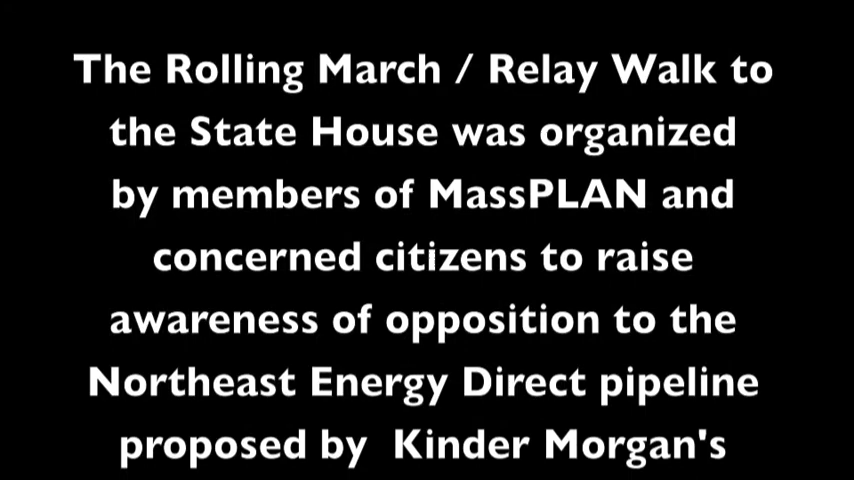 The Rolling March / Relay Walk to
the State House was organized
by members of MassPLAN and
concerned citizens to raise
awareness of opposition to the
Northeast Energy Direct pipeline
proposed by  Kinder Morgan's